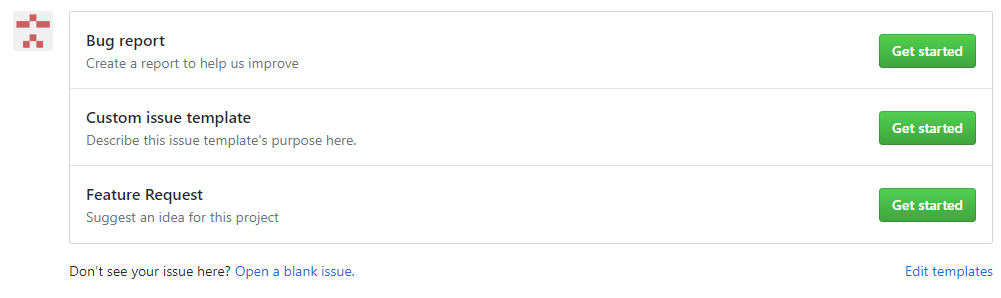 Bug report
Get started
Create a report to help us improve
Custom issue template
Get started
Describe this issue template's purpose here.
Feature Request
Get started
Suggest an idea for this project
Don’t see your issue here? Open a blank issue.
Edit templates